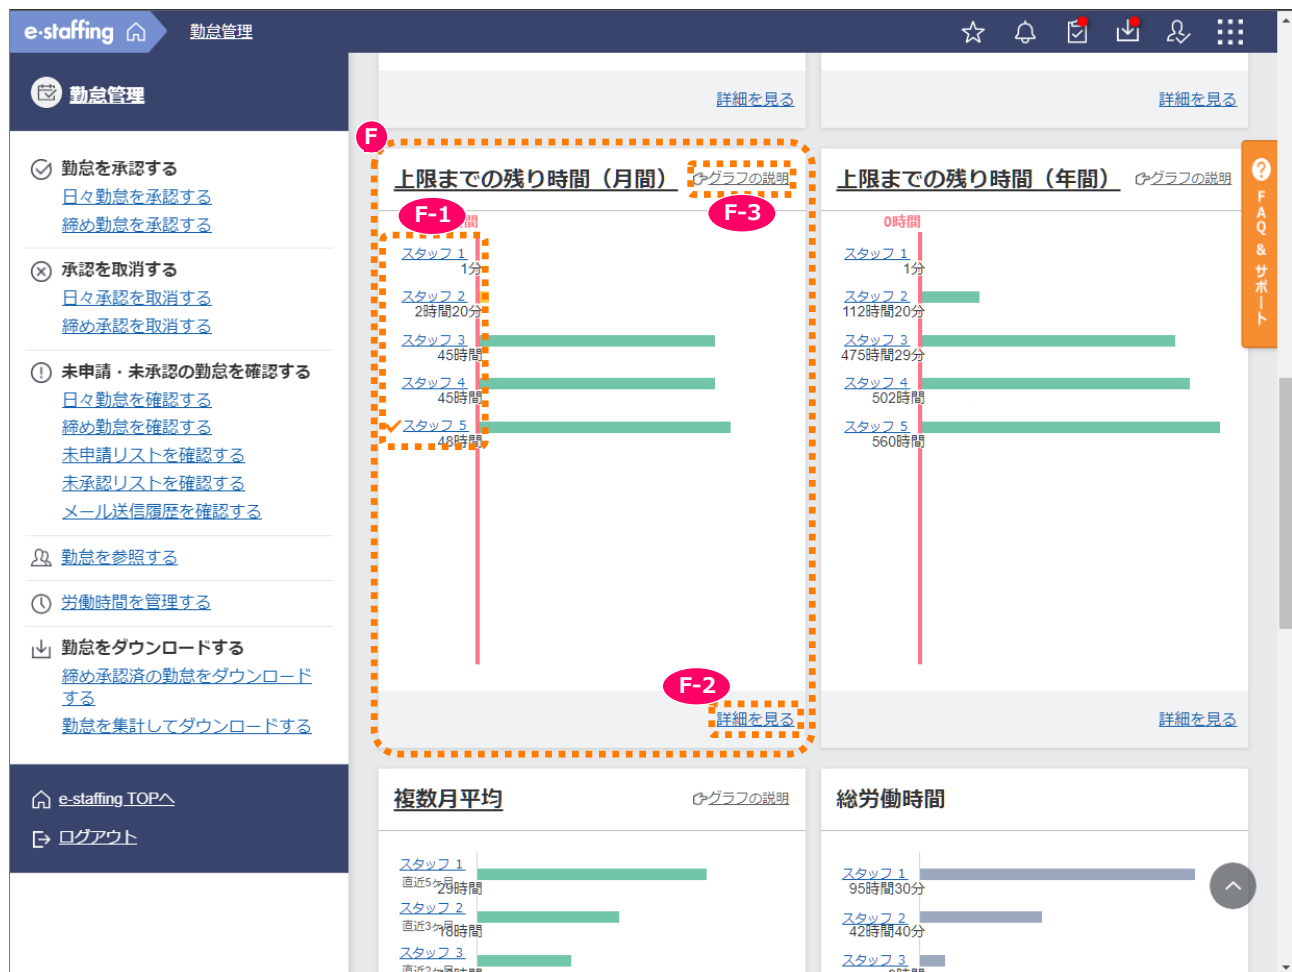 e-staffing
勤怠管理
勤怠管理
勤怠を承認する
日々勤怠を承認する
締め勤怠を承認する
承認を取消する
日々承認を取消する
締め承認を取消する
未申請・未承認の勤怠を確認する
日々勤怠を確認する
締め勤怠を確認する
未申請リストを確認する
未承認リストを確認する
メール送信履歴を確認する
勤怠を参照する
労働時間を管理する
勤怠をダウンロードする
締め承認済の勤怠をダウンロード
する
勤怠を集計してダウンロードする
e-staffing TOPへ
ログアウト
詳細を見る
詳細を見る
F
上限までの残り時間（月間）
グラフの説明
F-1
F-3
間
スタッフ 1
1分
スタッフ 2
2時間20分
スタッフ 3
45時間
スタッフ 4
45時間
スタッフ 5
48時間
F-2
詳細を見る
上限までの残り時間（年間）
グラフの説明
0時間
スタッフ 1
1分
スタッフ 2
112時間20分
スタッフ 3
475時間29分
スタッフ 4
502時間
スタッフ 5
560時間
詳細を見る
複数月平均
グラフの説明
スタッフ 1
直近5ヶ月
29時間
スタッフ 2
直近3ヶ月
18時間
スタッフ 3
総労働時間
スタッフ 1
95時間30分
スタッフ 2
42時間40分
スタッフ 3
? FAQ & サポート